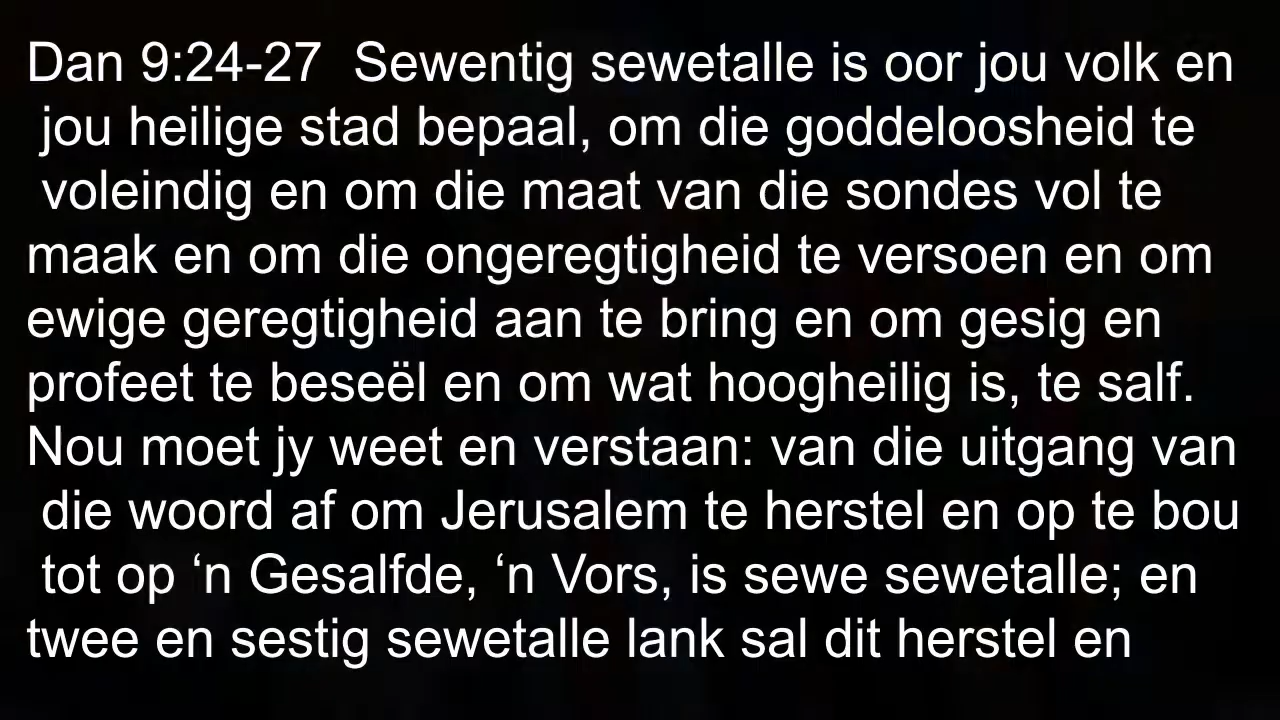 Dan 9:24-27  Sewentig sewetalle is oor jou volk en
jou heilige stad bepaal, om die goddeloosheid te
voleindig en om die maat van die sondes vol te
maak en om die ongeregtigheid te versoen en om
ewige geregtigheid aan te bring en om gesig en
profeet te beseël en om wat hoogheilig is, te salf.
Nou moet jy weet en verstaan: van die uitgang van
die woord af om Jerusalem te herstel en op te bou
tot op ‘n Gesalfde, ‘n Vors, is sewe sewetalle; en
twee en sestig sewetalle lank sal dit herstel en